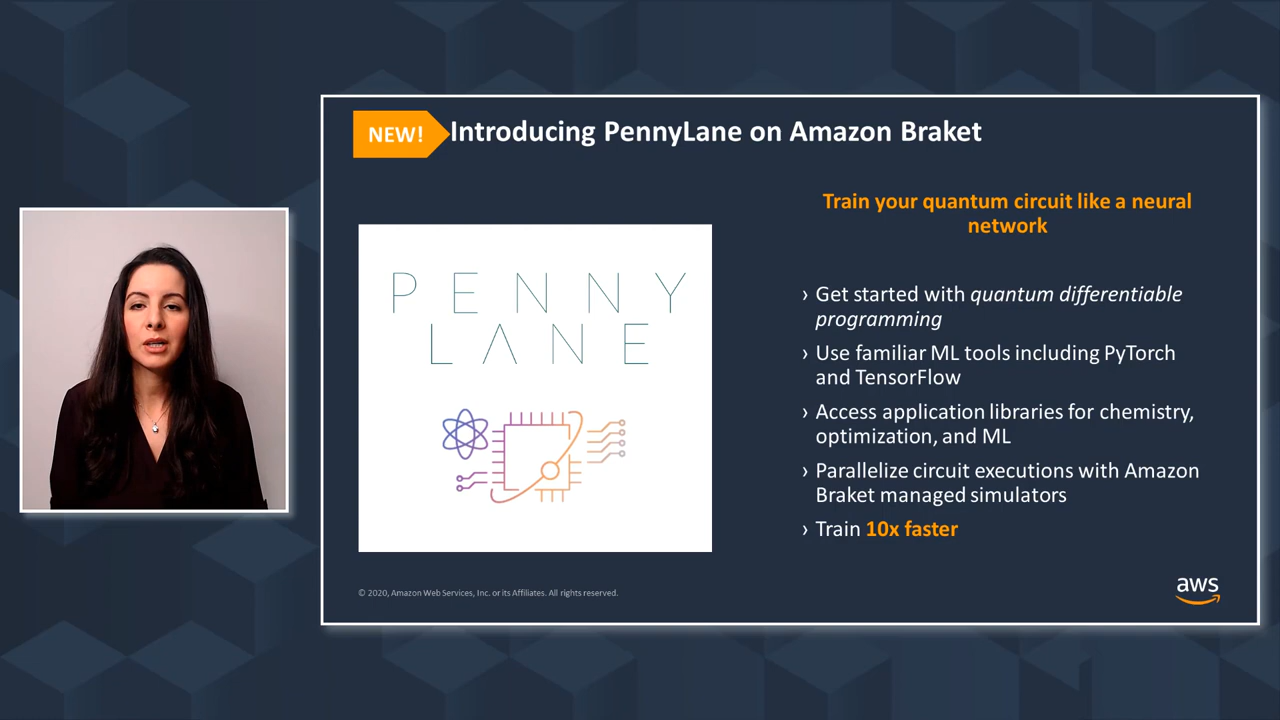 NEW!
Introducing PennyLane on Amazon Braket
Train your quantum circuit like a neural
network
PENNY
LANE
› Get started with quantum differentiable
programming
› Use familiar ML tools including PyTorch
and TensorFlow
› Access application libraries for chemistry,
optimization, and ML
› Parallelize circuit executions with Amazon
Braket managed simulators
› Train 10x faster
© 2020, Amazon Web Services, Inc. or its Affiliates. All rights reserved.
aws